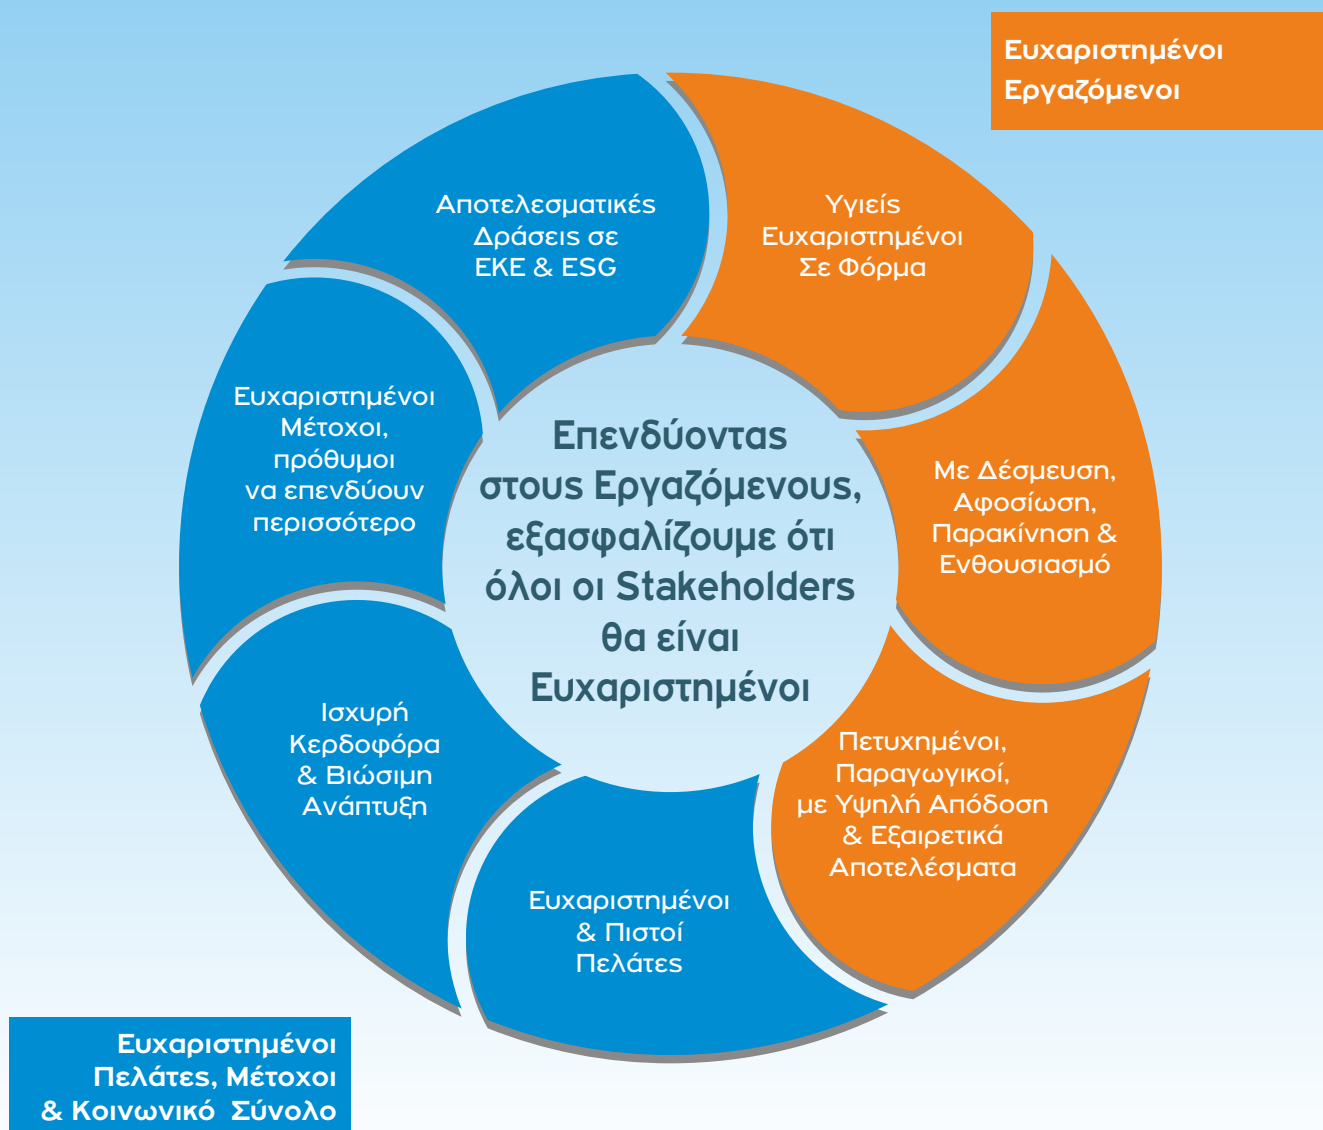 Ευχαριστημένοι
Εργαζόμενοι
Υγιείς
Ευχαριστημένοι
Σε Φόρμα
Με Δέσμευση,
Αφοσίωση,
Παρακίνηση &
Ενθουσιασμό
Πετυχημένοι,
Παραγωγικοί,
με Υψηλή Απόδοση
& Εξαιρετικά
Αποτελέσματα
Ευχαριστημένοι
& Πιστοί
Πελάτες
Ισχυρή
Κερδοφόρα
& Βιώσιμη
Ανάπτυξη
Ευχαριστημένοι
Μέτοχοι,
πρόθυμοι
να επενδύουν
περισσότερο
Αποτελεσματικές
Δράσεις σε
ΕΚΕ & ESG
Επενδύοντας
στους Εργαζόμενους,
εξασφαλίζουμε ότι
όλοι οι Stakeholders
θα είναι
Ευχαριστημένοι
Ευχαριστημένοι
Πελάτες, Μέτοχοι
& Κοινωνικό Σύνολο